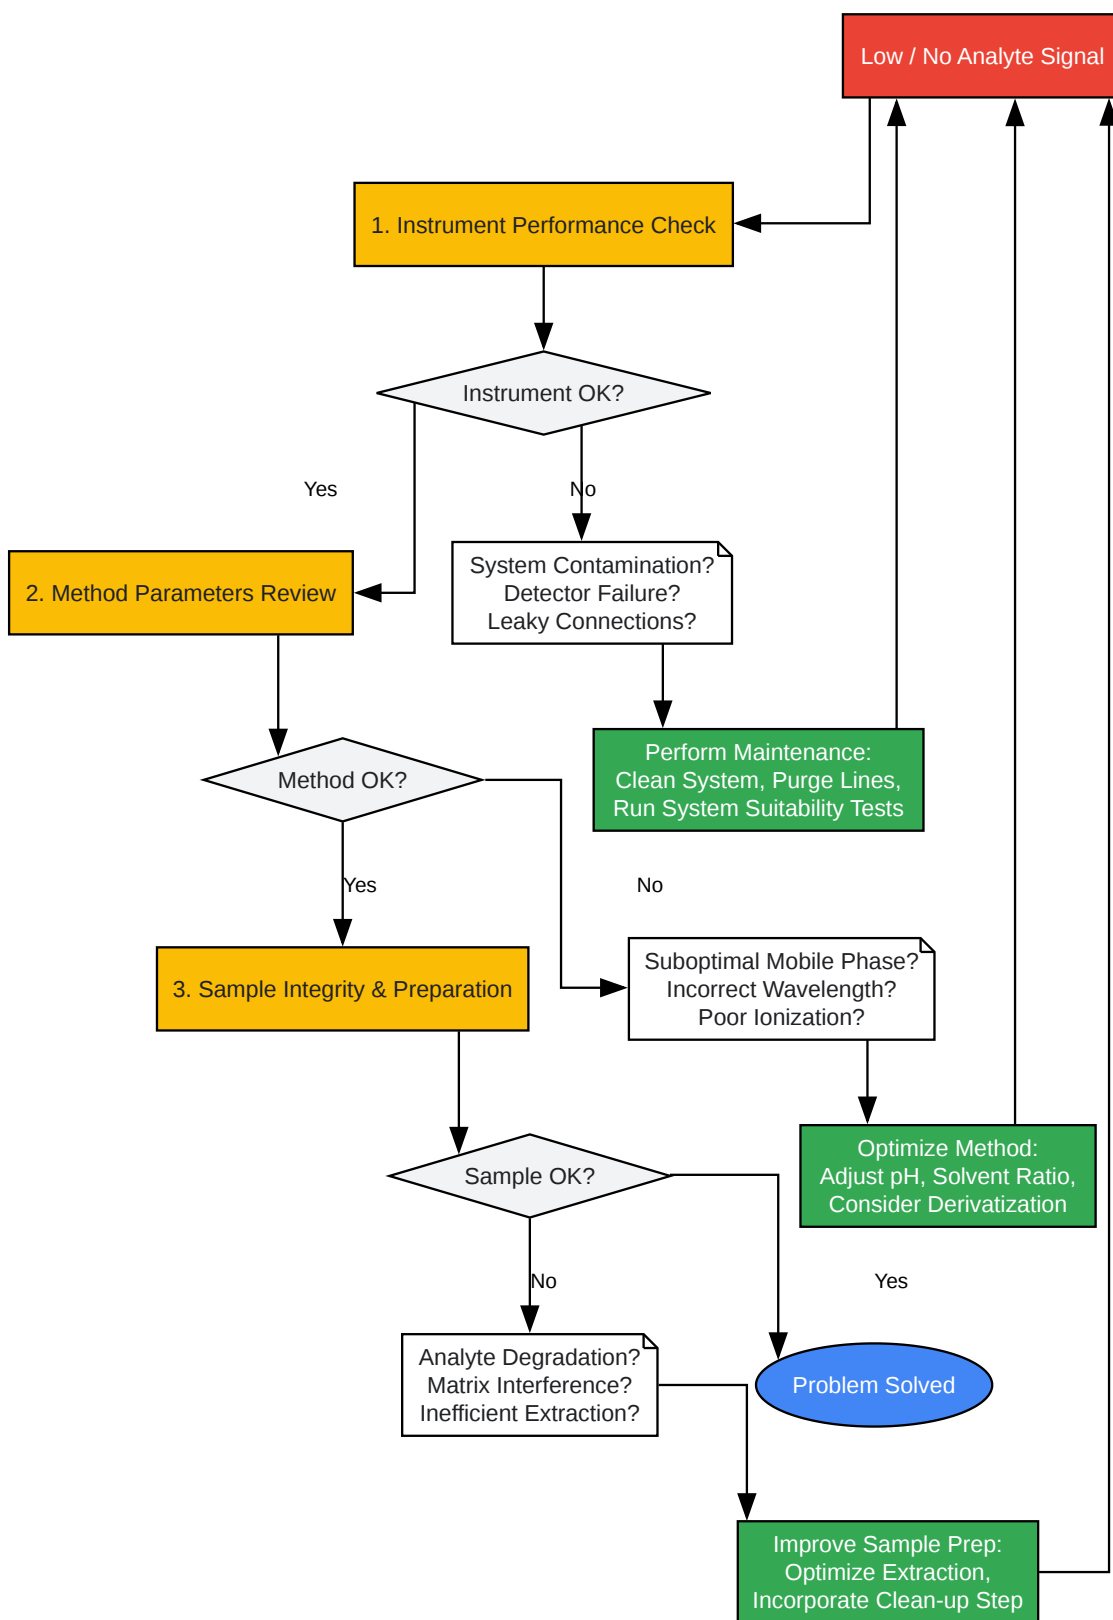 Low / No Analyte Signal
1. Instrument Performance Check
Instrument OK?
Yes
No
2. Method Parameters Review
System Contamination?
Detector Failure?
Leaky Connections?
Method OK?
Perform Maintenance:
Clean System, Purge Lines,
Run System Suitability Tests
Yes
No
3. Sample Integrity & Preparation
Suboptimal Mobile Phase?
Incorrect Wavelength?
Poor Ionization?
Sample OK?
Optimize Method:
Adjust pH, Solvent Ratio,
Consider Derivatization
No
Yes
Analyte Degradation?
Matrix Interference?
Inefficient Extraction?
Problem Solved
Improve Sample Prep:
Optimize Extraction,
Incorporate Clean-up Step